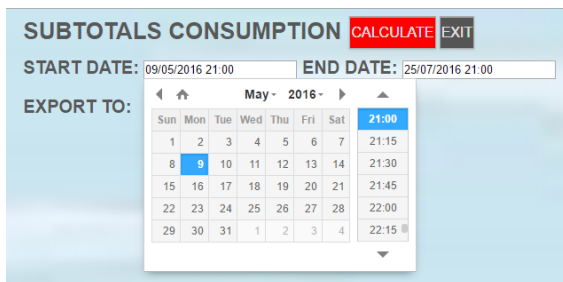 SUBTOTALS CONSUMPTION CALCULATE EXIT
START DATE: 09/05/2016 21:00 END DATE: 25/07/2016 21:00
EXPORT TO:
May 2016
Sun Mon Tue Wed Thu Fri Sat
1 2 3 4 5 6 7
8 9 10 11 12 13 14
15 16 17 18 19 20 21
22 23 24 25 26 27 28
29 30 31 1 2 3 4
21:00
21:15
21:30
21:45
22:00
22:15